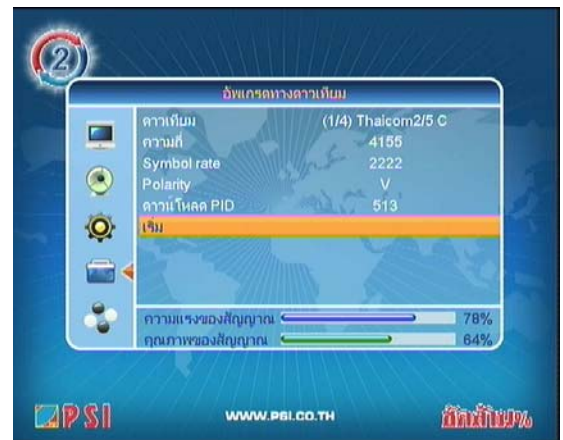 2
อัพเกรดทางดาวเทียม
ดาวเทียม (1/4) Thaicom2/5 C
ความถี่ 4155
Symbol rate 2222
Polarity V
ดาวน์โหลด PID 513
เริ่ม
ความแรงของสัญญาณ 78%
คุณภาพของสัญญาณ 64%
PSI WWW.PSI.CO.TH